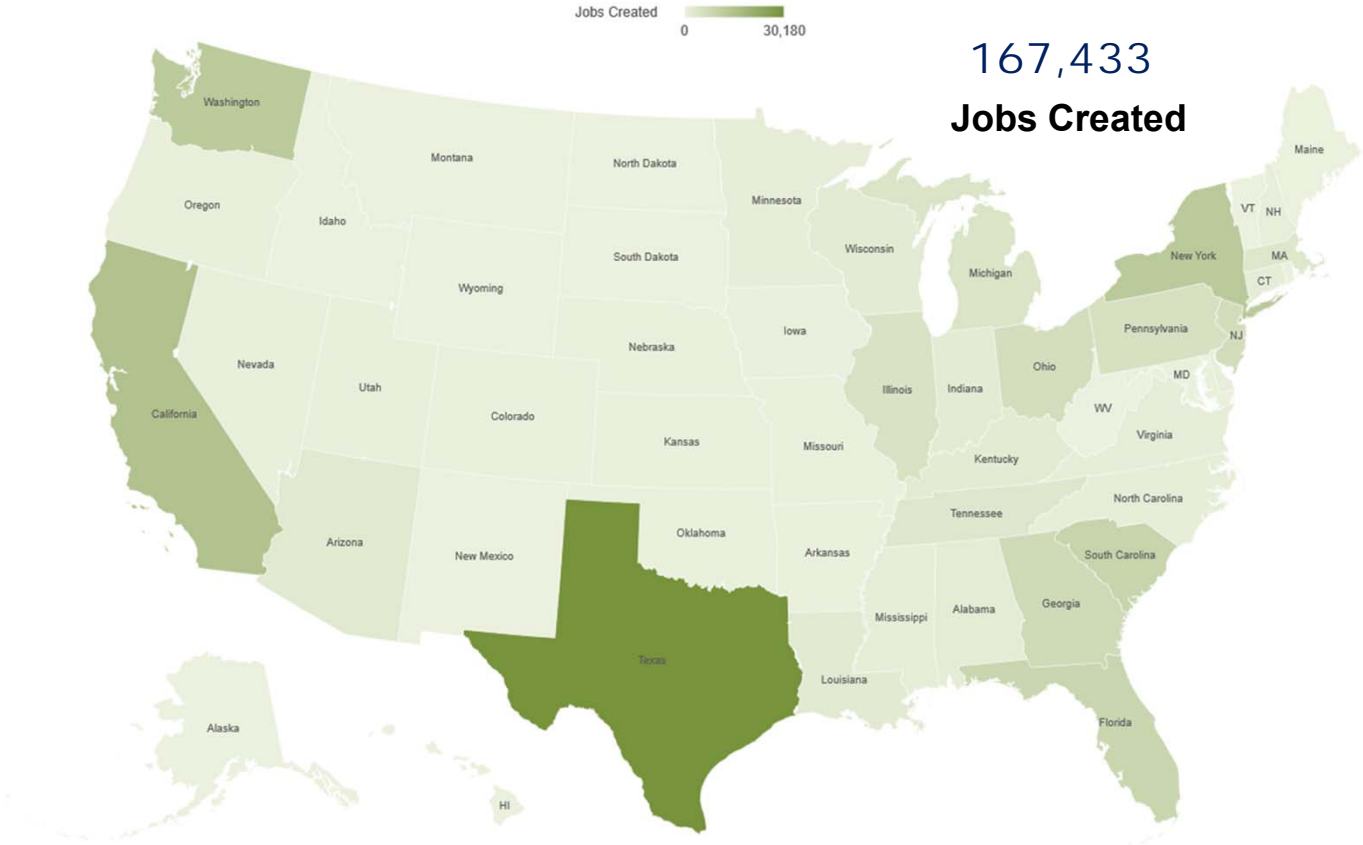 Jobs Created
0 30,180
167,433
Jobs Created
Washington
Montana
North Dakota
Minnesota
Maine
Oregon
Idaho
Wisconsin
VT
NH
South Dakota
Michigan
New York
MA
CT
Wyoming
Iowa
Pennsylvania
NJ
Nebraska
Nevada
Utah
Illinois
Indiana
Ohio
MD
California
Colorado
WV
Kansas
Missouri
Virginia
Kentucky
North Carolina
Tennessee
Arizona
New Mexico
Oklahoma
Arkansas
South Carolina
Mississippi
Alabama
Georgia
Texas
Louisiana
Florida
Alaska
HI